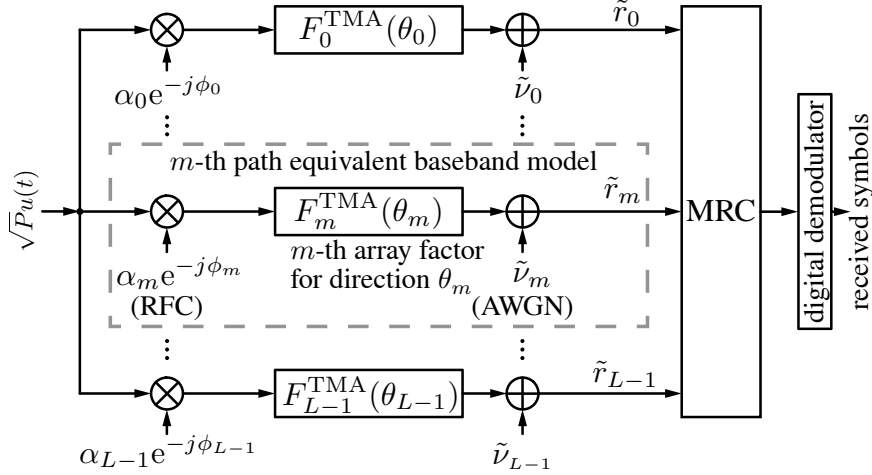 F_0^{TMA}(θ_0)
r̃_0
α_0e^{-jϕ_0}
ν̃_0
m-th path equivalent baseband model
√Pu(t)
F_m^{TMA}(θ_m)
r̃_m
MRC
digital demodulator
received symbols
m-th array factor
for direction θ_m
α_me^{-jϕ_m}
(RFC)
ν̃_m
(AWGN)
F_{L-1}^{TMA}(θ_{L-1})
r̃_{L-1}
α_{L-1}e^{-jϕ_{L-1}}
ν̃_{L-1}